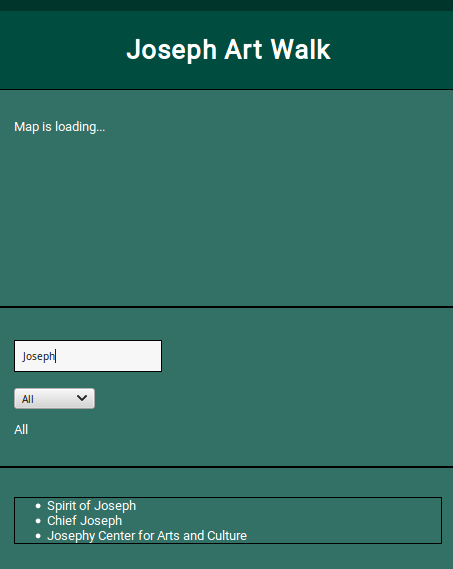 Joseph Art Walk
Map is loading...
Joseph
All
All
Spirit of Joseph
Chief Joseph
Josephy Center for Arts and Culture